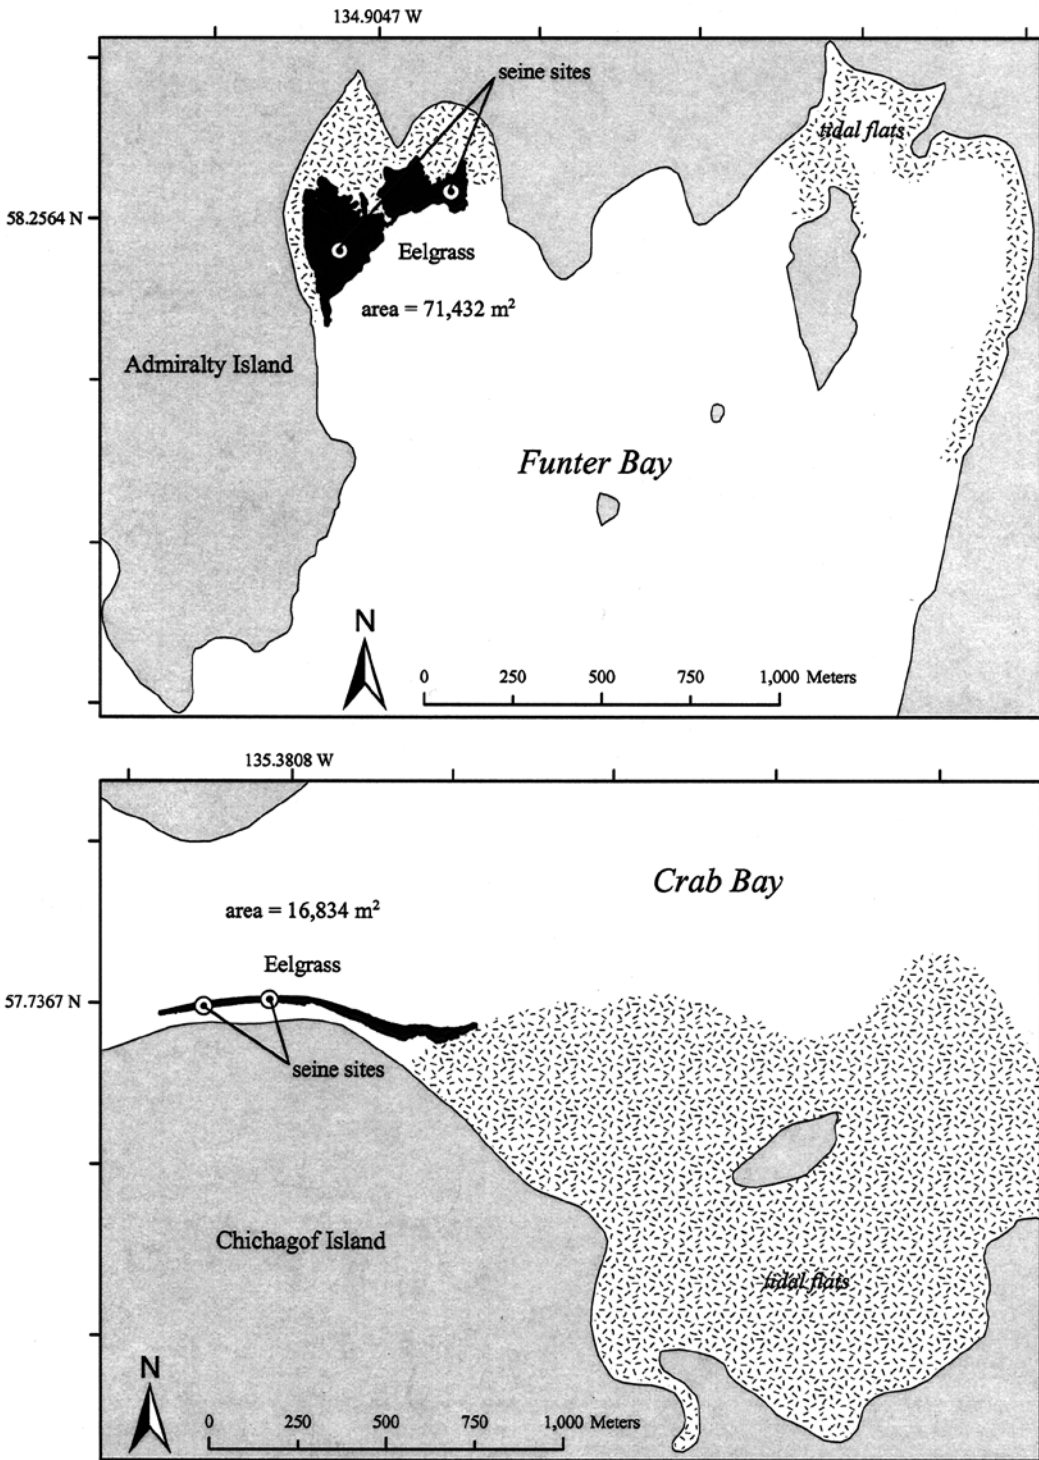 134.9047 W
seine sites
tidal flats
58.2564 N
Eelgrass
area = 71,432 m²
Admiralty Island
Funter Bay
N
0 250 500 750 1,000 Meters
135.3808 W
Crab Bay
area = 16,834 m²
Eelgrass
57.7367 N
seine sites
Chichagof Island
tidal flats
N
0 250 500 750 1,000 Meters